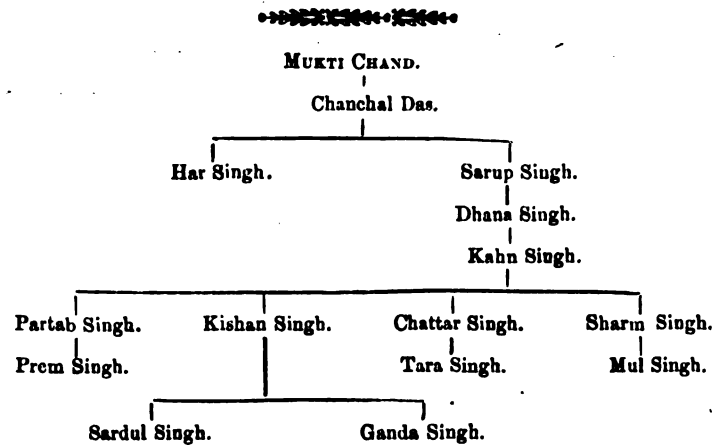 MUKTI CHAND.
Chanchal Das.
Har Singh. Sarup Singh.
Dhana Singh.
Kahn Singh.
Partab Singh. Kishan Singh. Chattar Singh. Sharm Singh.
Prem Singh. Tara Singh. Mul Singh.
Sardul Singh. Ganda Singh.